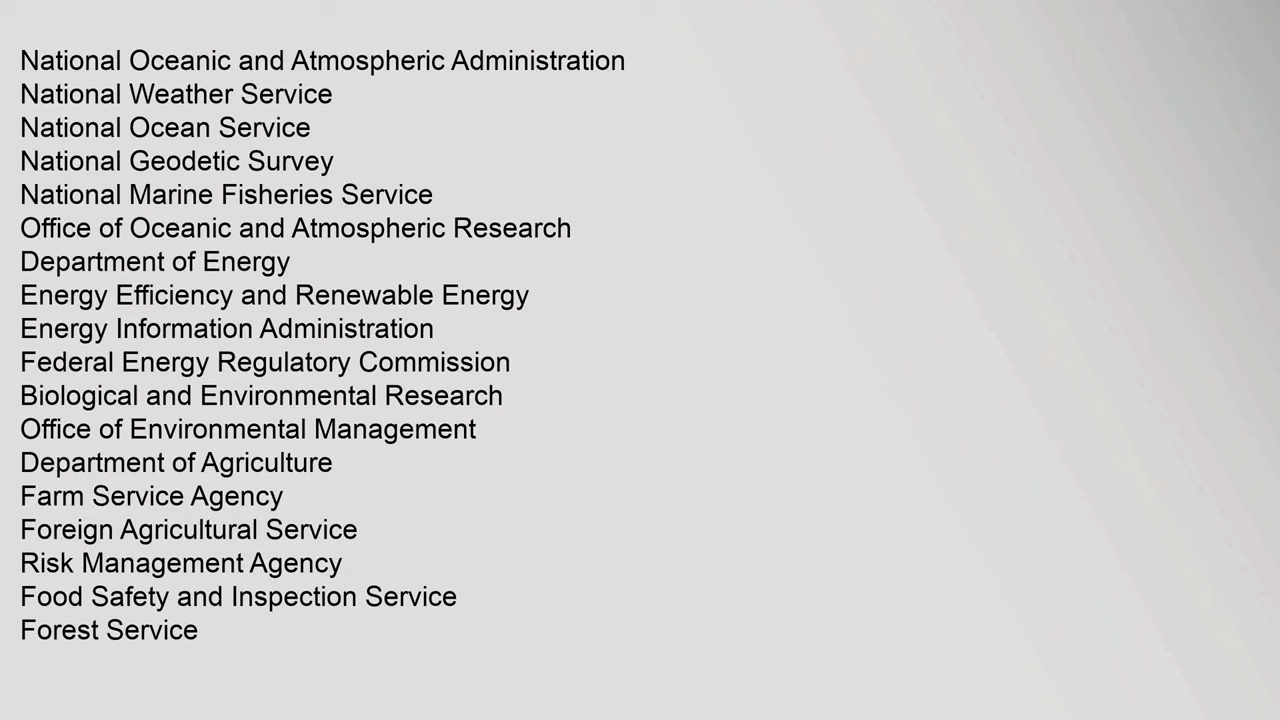 National Oceanic and Atmospheric Administration
National Weather Service
National Ocean Service
National Geodetic Survey
National Marine Fisheries Service
Office of Oceanic and Atmospheric Research
Department of Energy
Energy Efficiency and Renewable Energy
Energy Information Administration
Federal Energy Regulatory Commission
Biological and Environmental Research
Office of Environmental Management
Department of Agriculture
Farm Service Agency
Foreign Agricultural Service
Risk Management Agency
Food Safety and Inspection Service
Forest Service